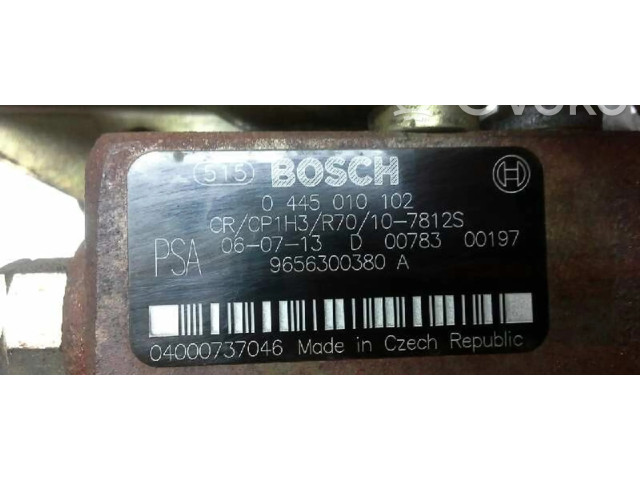 515 BOSCH
0 445 010 102
CR/CP1H3/R70/10-7812S
PSA 06-07-13 D 00783 00197
9656300380 A
04000737046 Made in Czech Republic